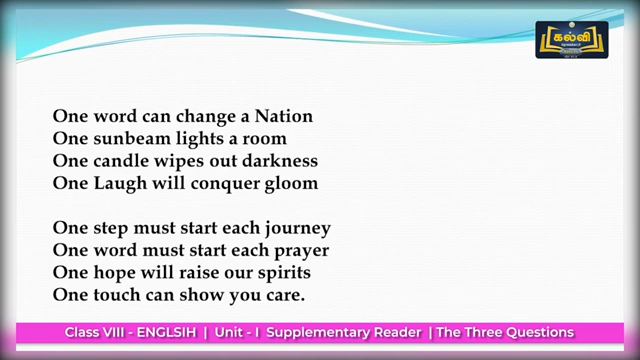 கல்வி
One word can change a Nation
One sunbeam lights a room
One candle wipes out darkness
One Laugh will conquer gloom
One step must start each journey
One word must start each prayer
One hope will raise our spirits
One touch can show you care.
Class VIII - ENGLSIH | Unit - I Supplementary Reader | The Three Questions